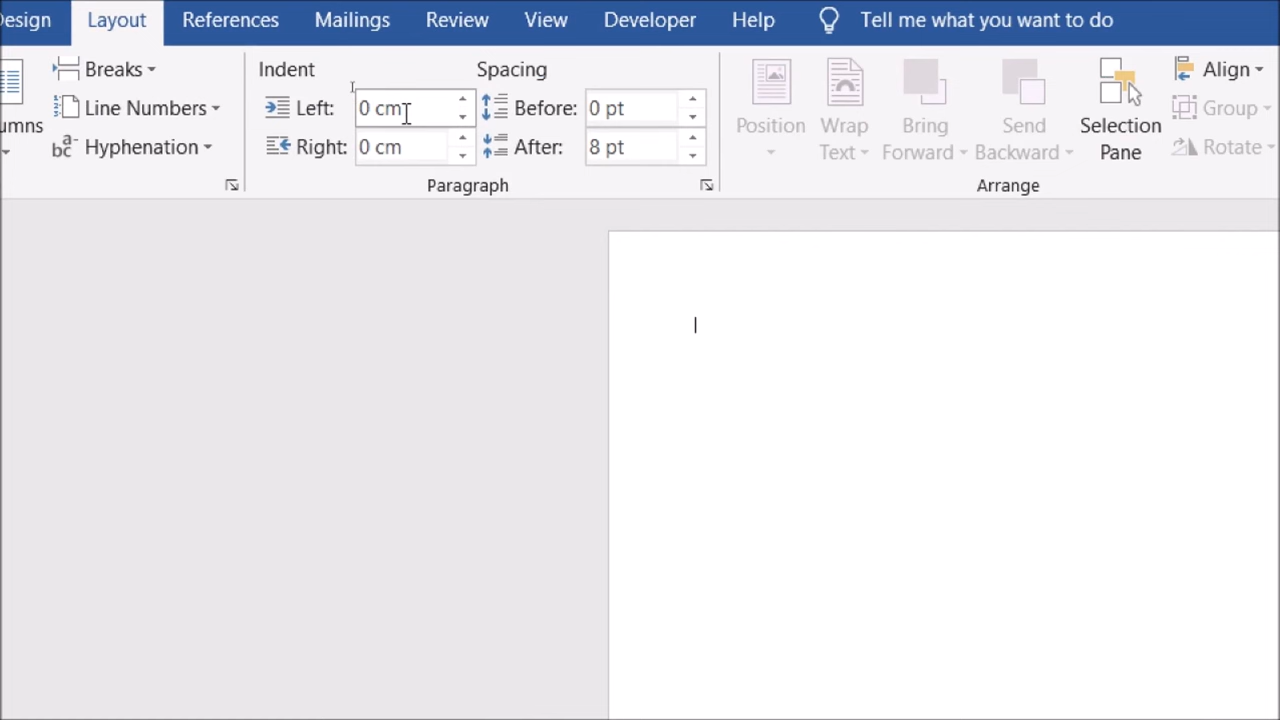 esign Layout References Mailings Review View Developer Help Tell me what you want to do
Breaks Indent Spacing Align
Line Numbers Left: 0 cm Before: 0 pt Position Wrap Text Bring Forward Send Backward Selection Pane Group
umns Hyphenation Right: 0 cm After: 8 pt Rotate
Paragraph Arrange